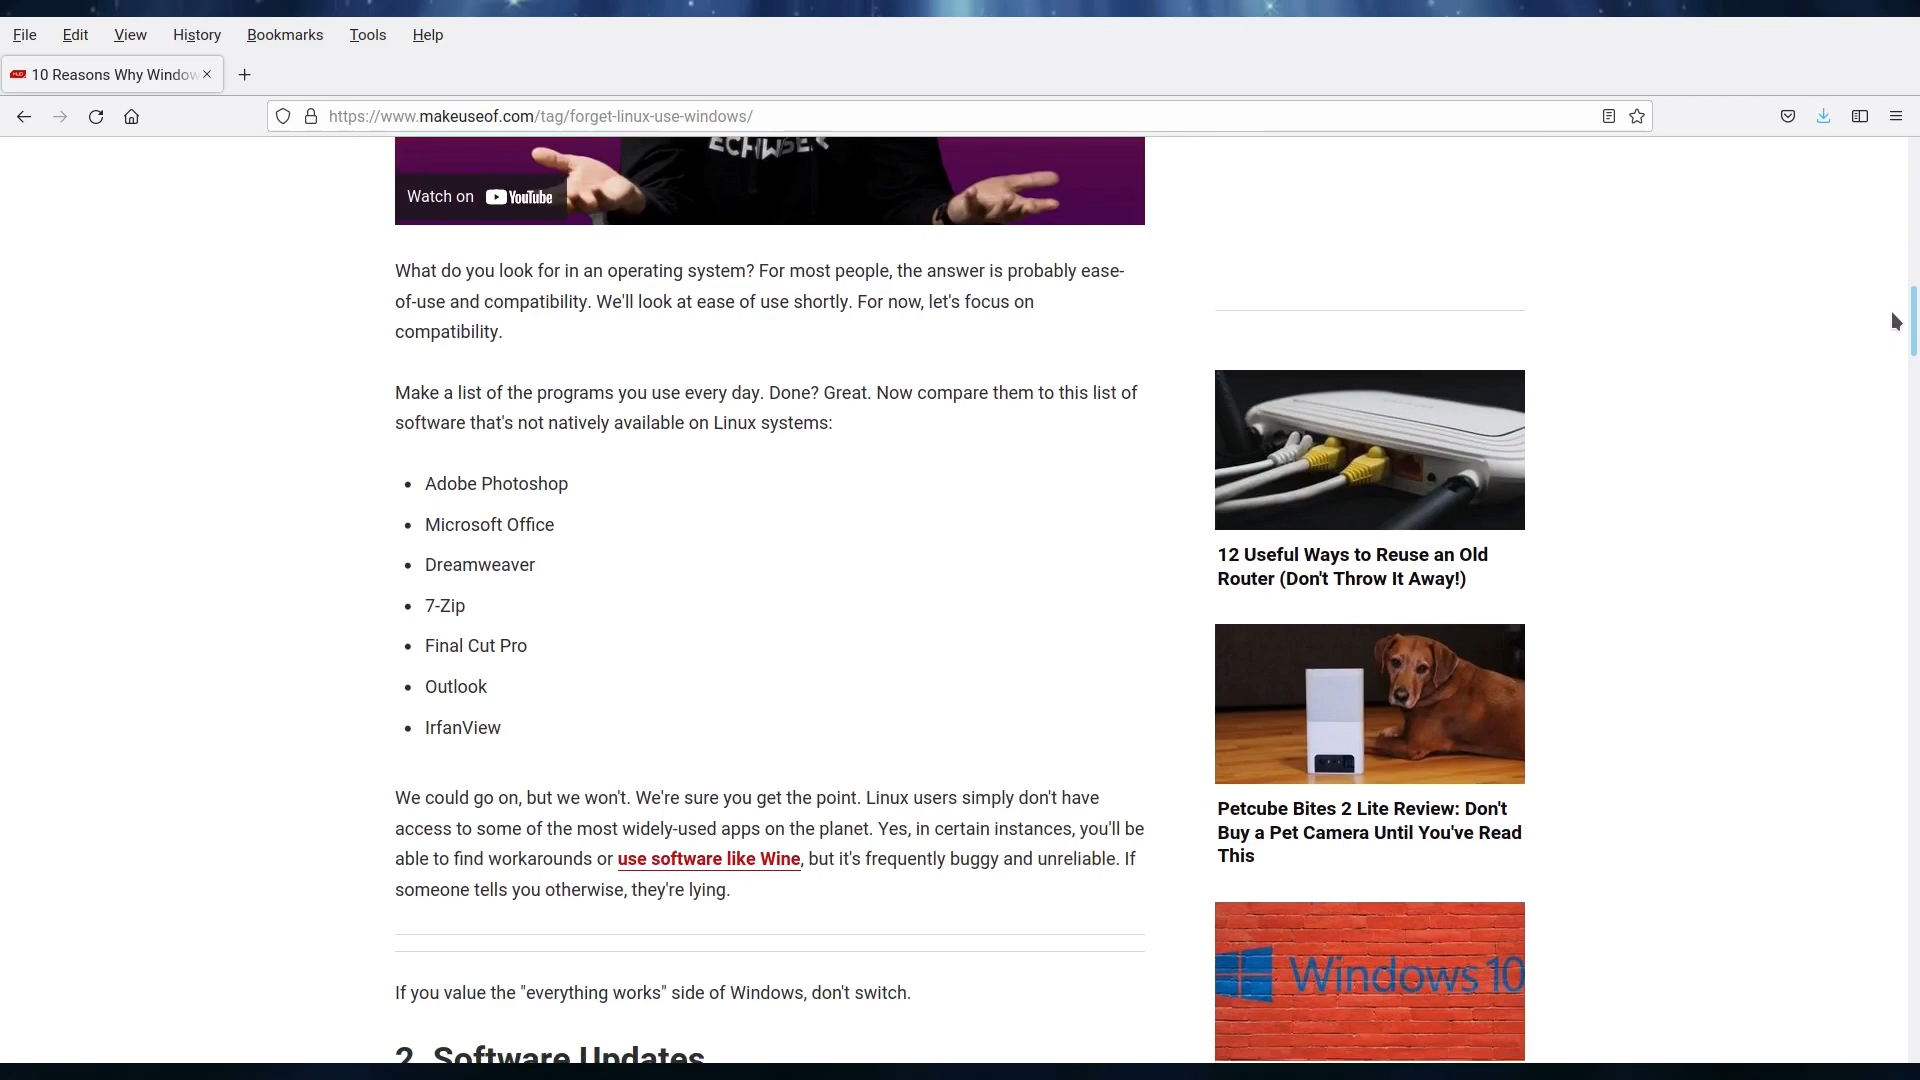 File Edit View History Bookmarks Tools Help
10 Reasons Why Window
https://www.makeuseof.com/tag/forget-linux-use-windows/
Watch on YouTube
What do you look for in an operating system? For most people, the answer is probably ease-
of-use and compatibility. We'll look at ease of use shortly. For now, let's focus on
compatibility.
Make a list of the programs you use every day. Done? Great. Now compare them to this list of
software that's not natively available on Linux systems:
• Adobe Photoshop
• Microsoft Office
• Dreamweaver
• 7-Zip
• Final Cut Pro
• Outlook
• IrfanView
We could go on, but we won't. We're sure you get the point. Linux users simply don't have
access to some of the most widely-used apps on the planet. Yes, in certain instances, you'll be
able to find workarounds or use software like Wine, but it's frequently buggy and unreliable. If
someone tells you otherwise, they're lying.
If you value the "everything works" side of Windows, don't switch.
2. Software Updates
12 Useful Ways to Reuse an Old
Router (Don't Throw It Away!)
Petcube Bites 2 Lite Review: Don't
Buy a Pet Camera Until You've Read
This
Windows 10